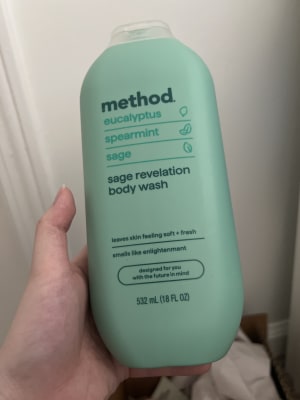 method.
eucalyptus
spearmint
sage
sage revelation
body wash
leaves skin feeling soft + fresh
smells like enlightenment
designed for you
with the future in mind
532 mL (18 FL OZ)